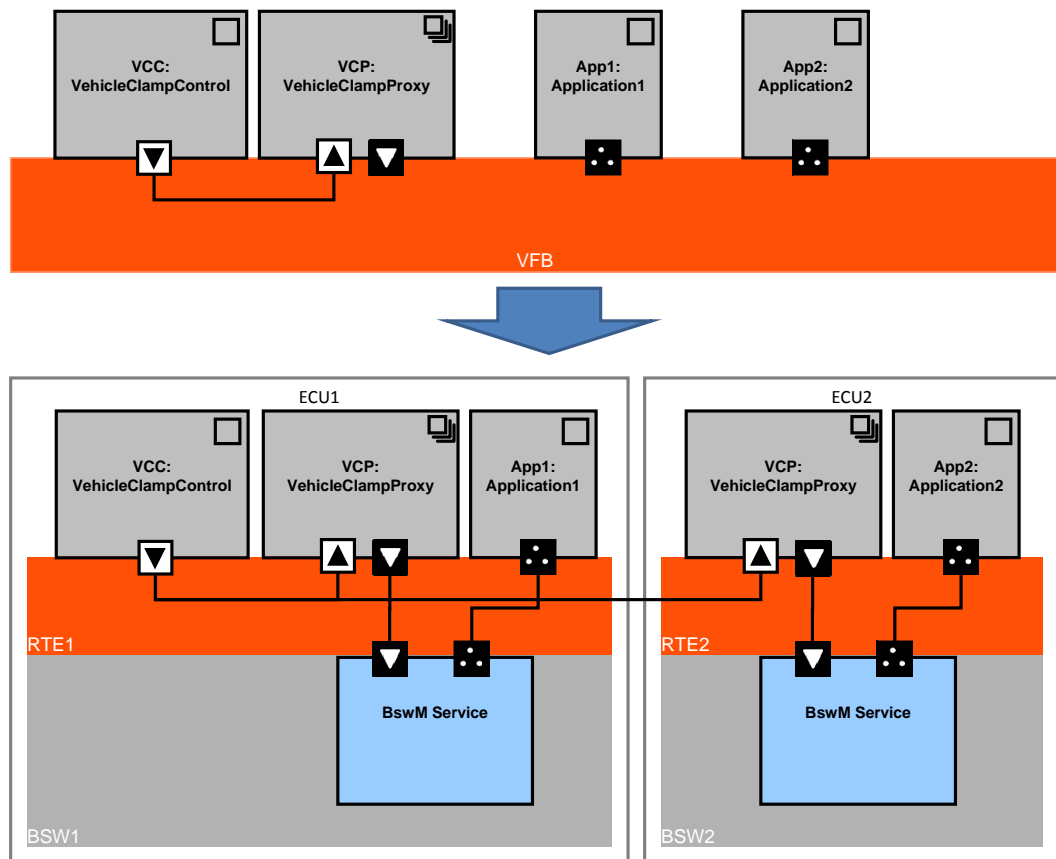 VCC:
VehicleClampControl
VCP:
VehicleClampProxy
App1:
Application1
App2:
Application2
VFB
ECU1
VCC:
VehicleClampControl
VCP:
VehicleClampProxy
App1:
Application1
RTE1
BswM Service
BSW1
ECU2
VCP:
VehicleClampProxy
App2:
Application2
RTE2
BswM Service
BSW2